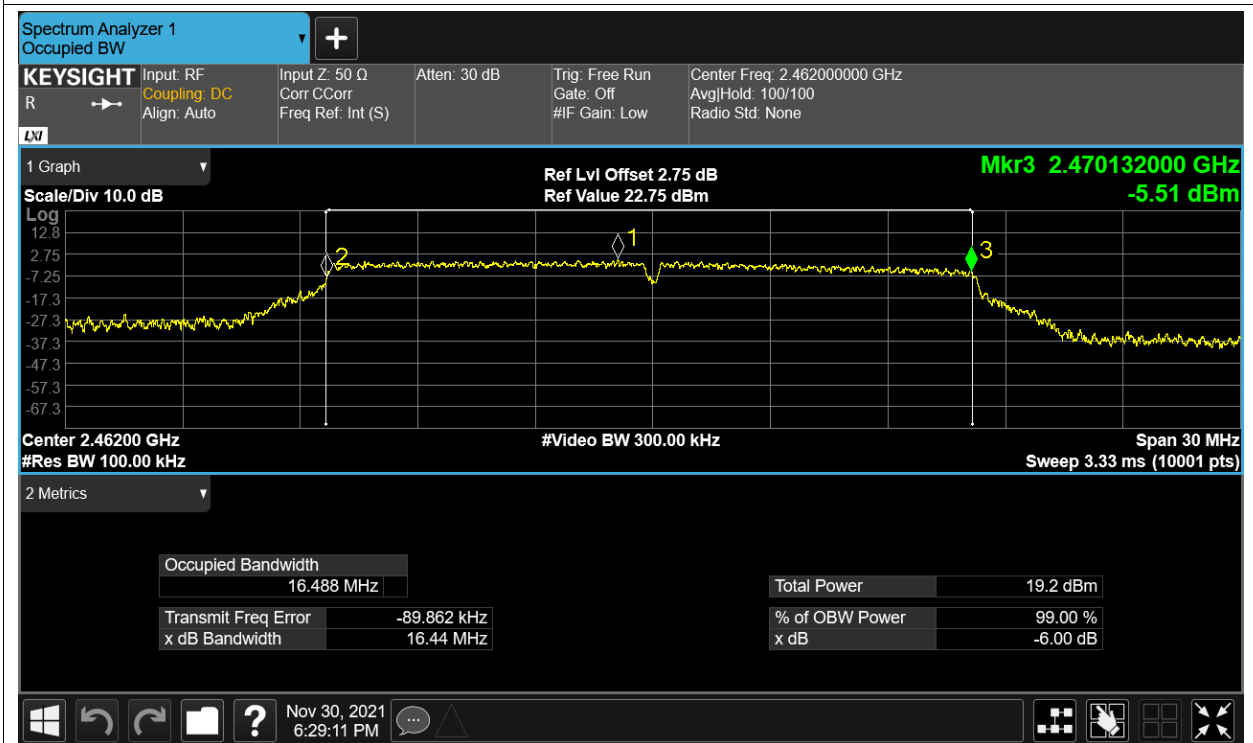 Spectrum Analyzer 1
Occupied BW
KEYSIGHT
R
LXI
Input: RF
Coupling: DC
Align: Auto
Input Z: 50 Ω
Corr CCorr
Freq Ref: Int (S)
Atten: 30 dB
Trig: Free Run
Gate: Off
#IF Gain: Low
Center Freq: 2.462000000 GHz
Avg|Hold: 100/100
Radio Std: None
1 Graph
Scale/Div 10.0 dB
Ref Lvl Offset 2.75 dB
Ref Value 22.75 dBm
Mkr3 2.470132000 GHz
-5.51 dBm
Log
12.8
2.75
-7.25
-17.3
-27.3
-37.3
-47.3
-57.3
-67.3
1
2
3
Center 2.46200 GHz
#Video BW 300.00 kHz
Span 30 MHz
#Res BW 100.00 kHz
Sweep 3.33 ms (10001 pts)
2 Metrics
Occupied Bandwidth
16.488 MHz
Transmit Freq Error -89.862 kHz
x dB Bandwidth 16.44 MHz
Total Power 19.2 dBm
% of OBW Power 99.00 %
x dB -6.00 dB
?
Nov 30, 2021
6:29:11 PM